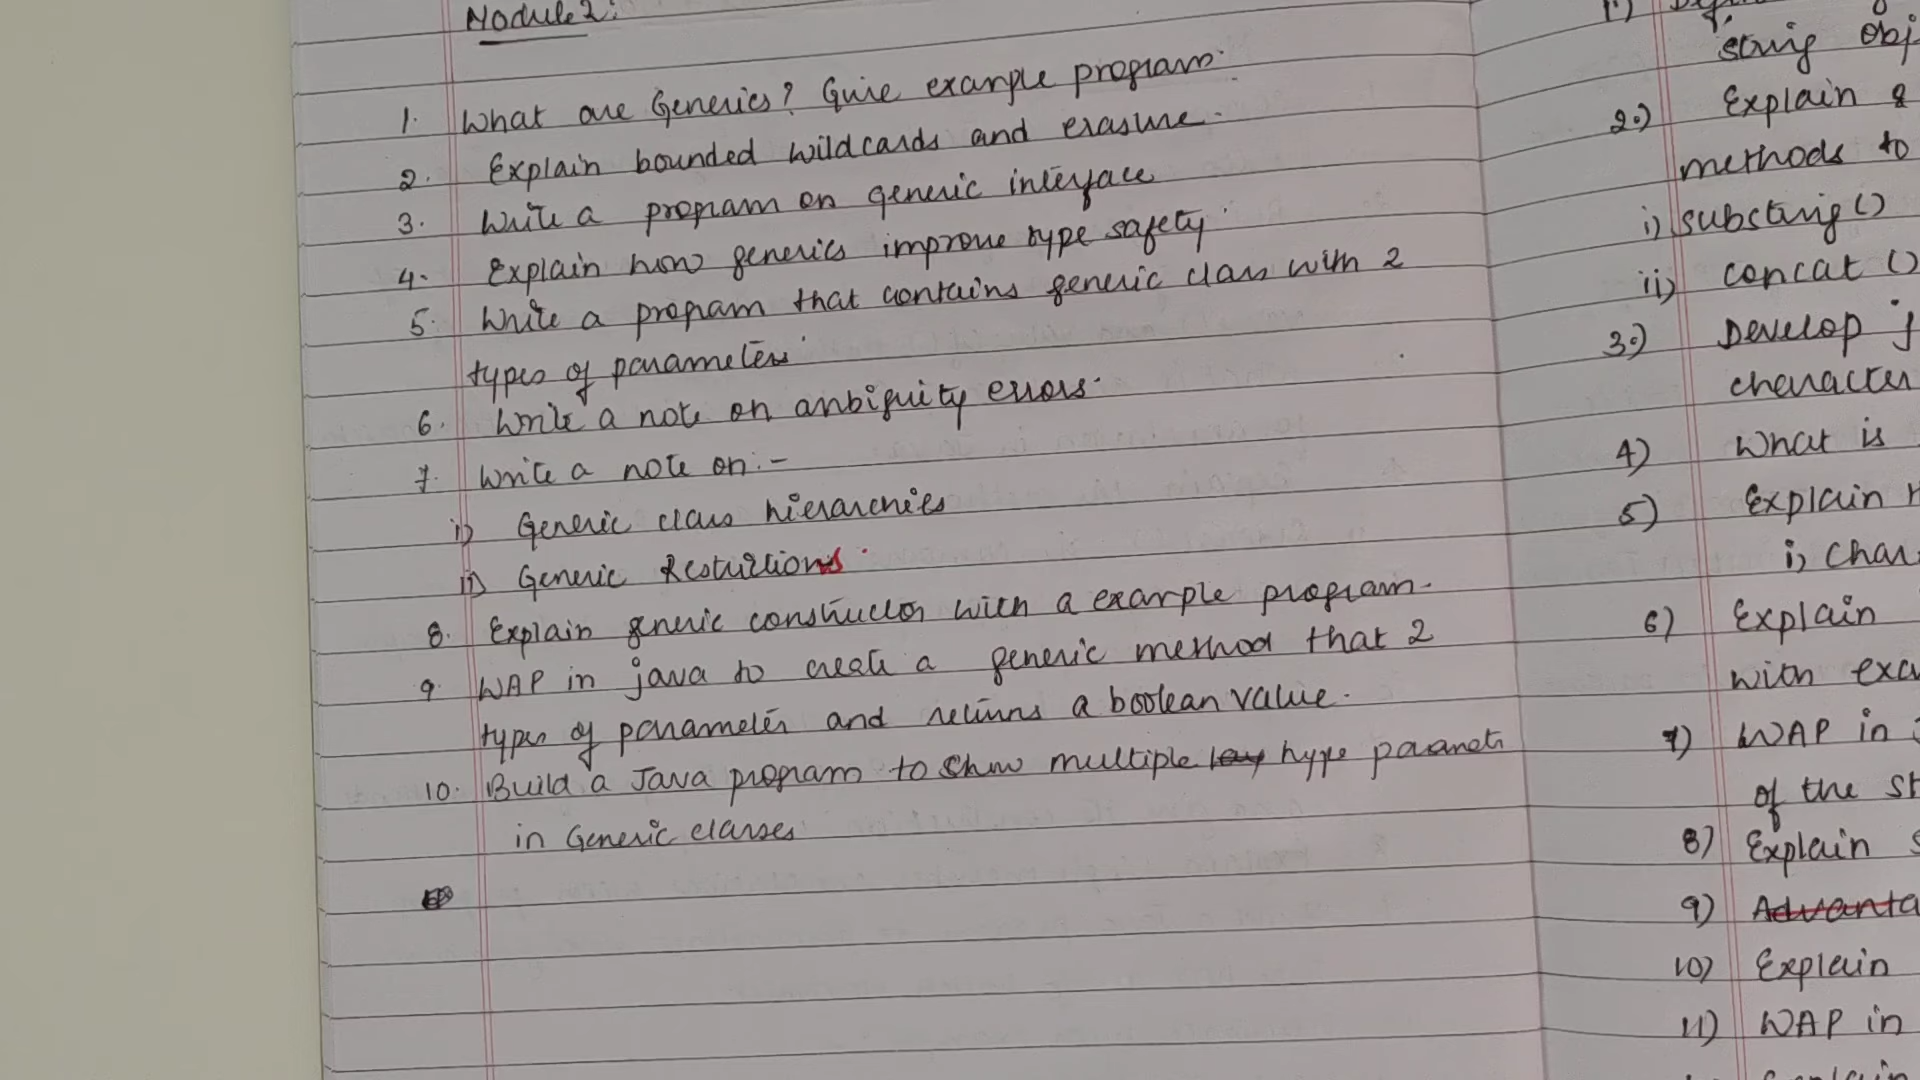 Module 2:
1. What are Generics? Give example program.
2. Explain bounded wildcards and erasure.
3. Write a program on generic interface
4. Explain how generics improve type safety.
5. Write a program that contains generic class with 2
types of parameters.
6. Write a note on ambiguity errors.
7. Write a note on :-
i) Generic class hierarchies
ii) Generic Restrictions.
8. Explain generic constructor with a example program.
9. WAP in java to create a generic method that 2
types of parameter and returns a boolean value.
10. Build a Java program to show multiple hype
in Generic classes
1.)
string obj
2.) Explain
methods to
i) substring ()
ii) concat ()
3.) Develop j
character
4) What is
5) Explain
i) Char
6) Explain
with exa
7) WAP in
of the st
8) Explain s
9) Advanta
10) Explain
11) WAP in